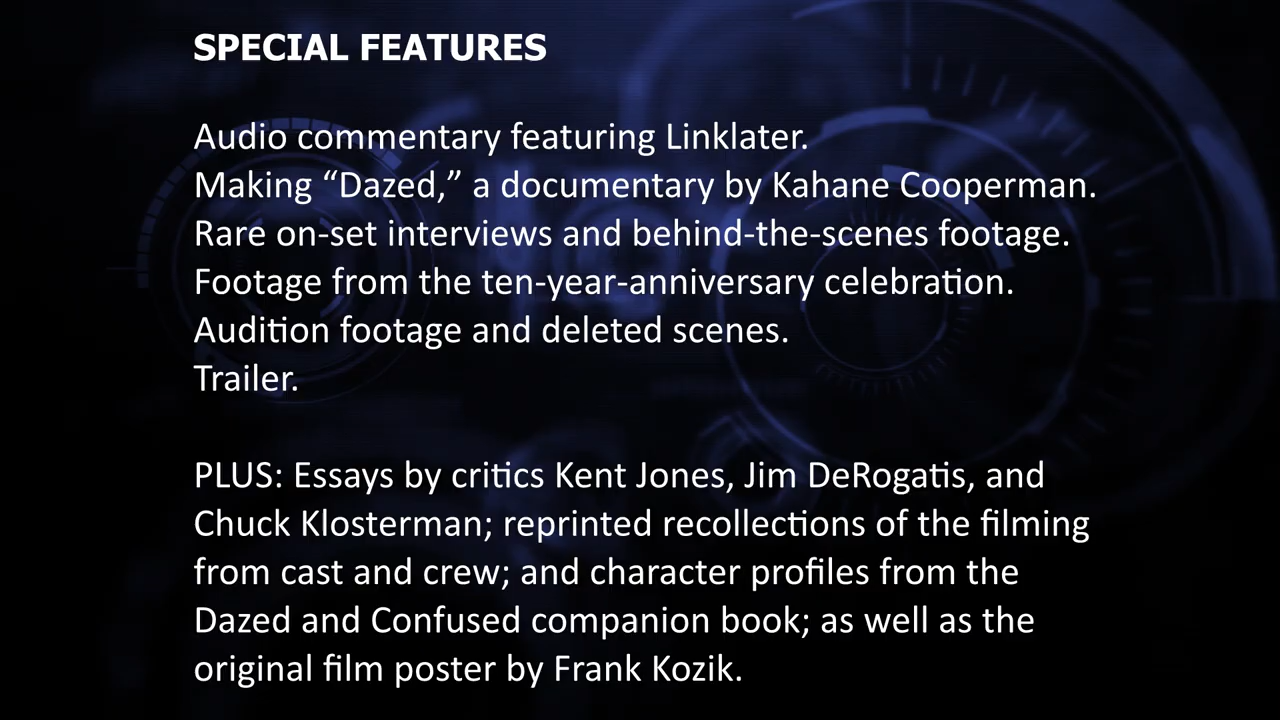 SPECIAL FEATURES
Audio commentary featuring Linklater.
Making “Dazed,” a documentary by Kahane Cooperman.
Rare on-set interviews and behind-the-scenes footage.
Footage from the ten-year-anniversary celebration.
Audition footage and deleted scenes.
Trailer.
PLUS: Essays by critics Kent Jones, Jim DeRogatis, and
Chuck Klosterman; reprinted recollections of the filming
from cast and crew; and character profiles from the
Dazed and Confused companion book; as well as the
original film poster by Frank Kozik.